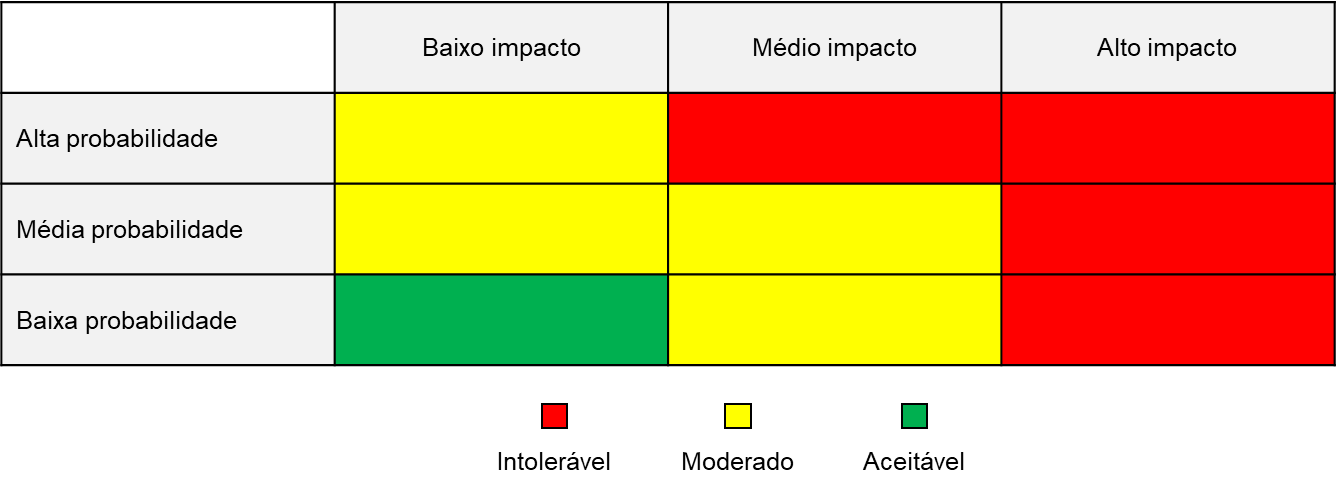 Baixo impacto
Médio impacto
Alto impacto
Alta probabilidade
Média probabilidade
Baixa probabilidade
Intolerável
Moderado
Aceitável